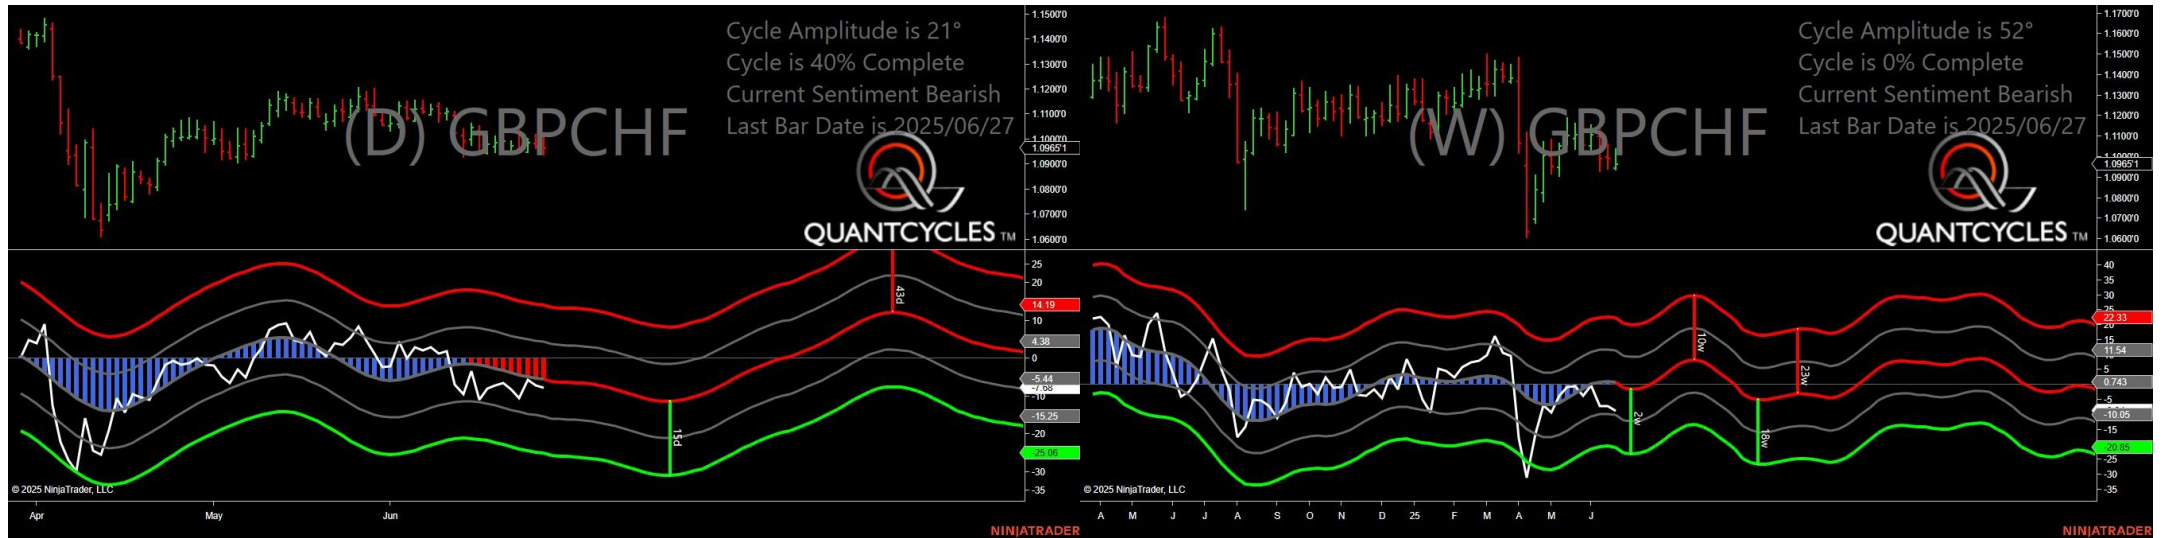 Cycle Amplitude is 21°
Cycle is 40% Complete
Current Sentiment Bearish
Last Bar Date is 2025/06/27
(D) GBPCHF
QUANTCYCLES TM
1.1500'0
1.1400'0
1.1300'0
1.1200'0
1.1100'0
1.1000'0
1.0965'1
1.0900'0
1.0800'0
1.0700'0
1.0600'0
25
20
14.19
10
4.38
0
-5.44
-7.68
-10
-15.25
-20
-25.06
-30
-35
43d
15d
© 2025 NinjaTrader, LLC
Apr
May
Jun
NINJATRADER
Cycle Amplitude is 52°
Cycle is 0% Complete
Current Sentiment Bearish
Last Bar Date is 2025/06/27
(W) GBPCHF
QUANTCYCLES TM
1.1700'0
1.1600'0
1.1500'0
1.1400'0
1.1300'0
1.1200'0
1.1100'0
1.1000'0
1.0965'1
1.0900'0
1.0800'0
1.0700'0
1.0600'0
40
35
30
25
22.33
20
15
11.54
5
0.743
-5
-10.05
-15
-20.85
-25
-30
-35
10w
23w
2w
18w
© 2025 NinjaTrader, LLC
A M J J A S O N D 25 F M A M J
NINJATRADER